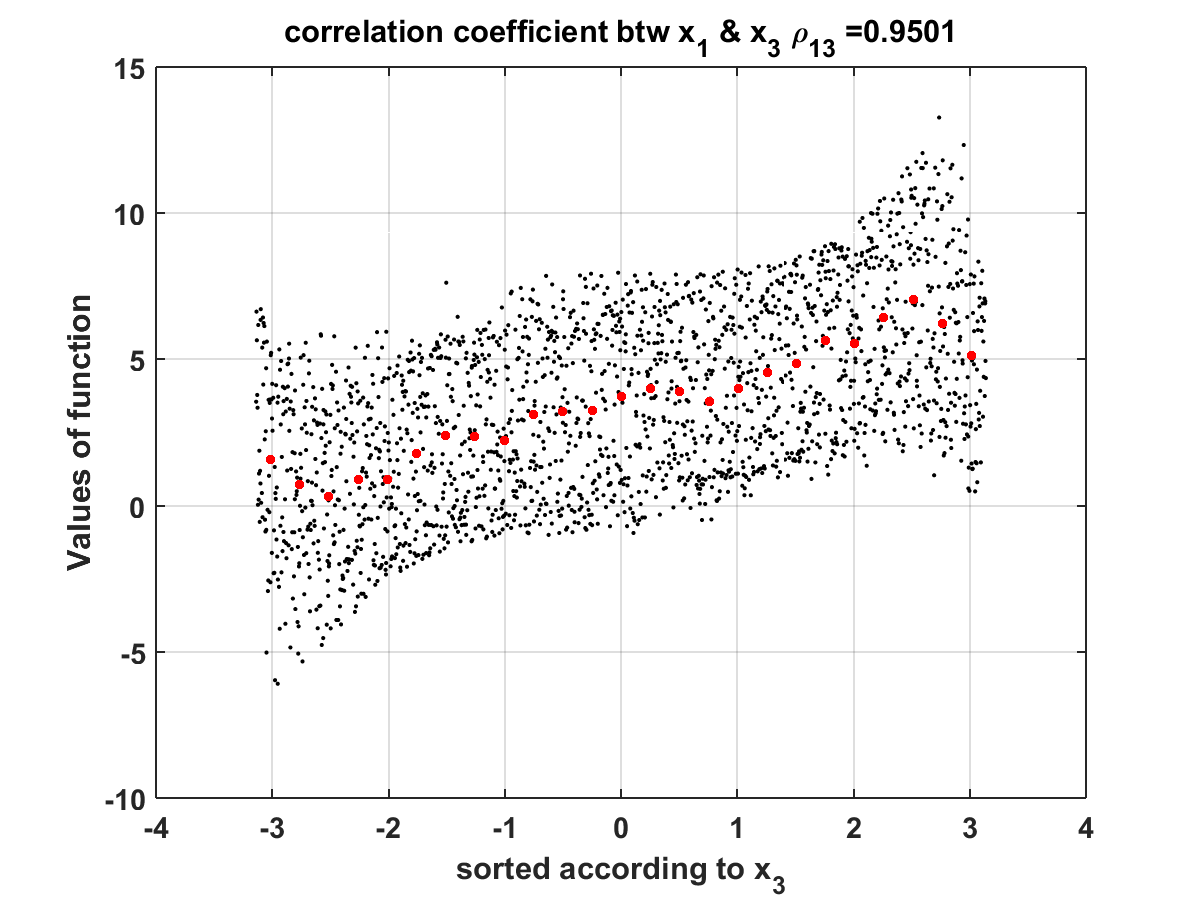 correlation coefficient btw x₁ & x₃ ρ₁₃ =0.9501
15
10
5
0
-5
-10
Values of function
-4 -3 -2 -1 0 1 2 3 4
sorted according to x₃